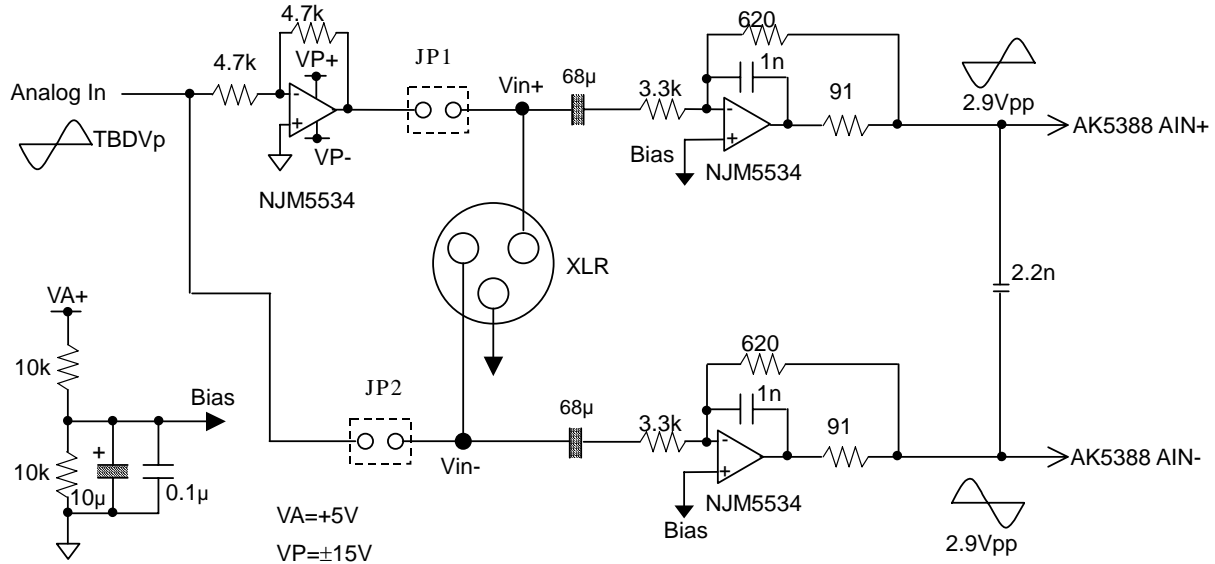 4.7k
620
4.7k
VP+
JP1
Vin+
68µ
3.3k
1n
91
Analog In
TBDVp
-
+
VP-
NJM5534
-
+
Bias
NJM5534
2.9Vpp
AK5388 AIN+
XLR
2.2n
VA+
10k
Bias
JP2
620
68µ
3.3k
1n
91
10k
+
10µ
0.1µ
Vin-
-
+
Bias
NJM5534
AK5388 AIN-
2.9Vpp
VA=+5V
VP=±15V